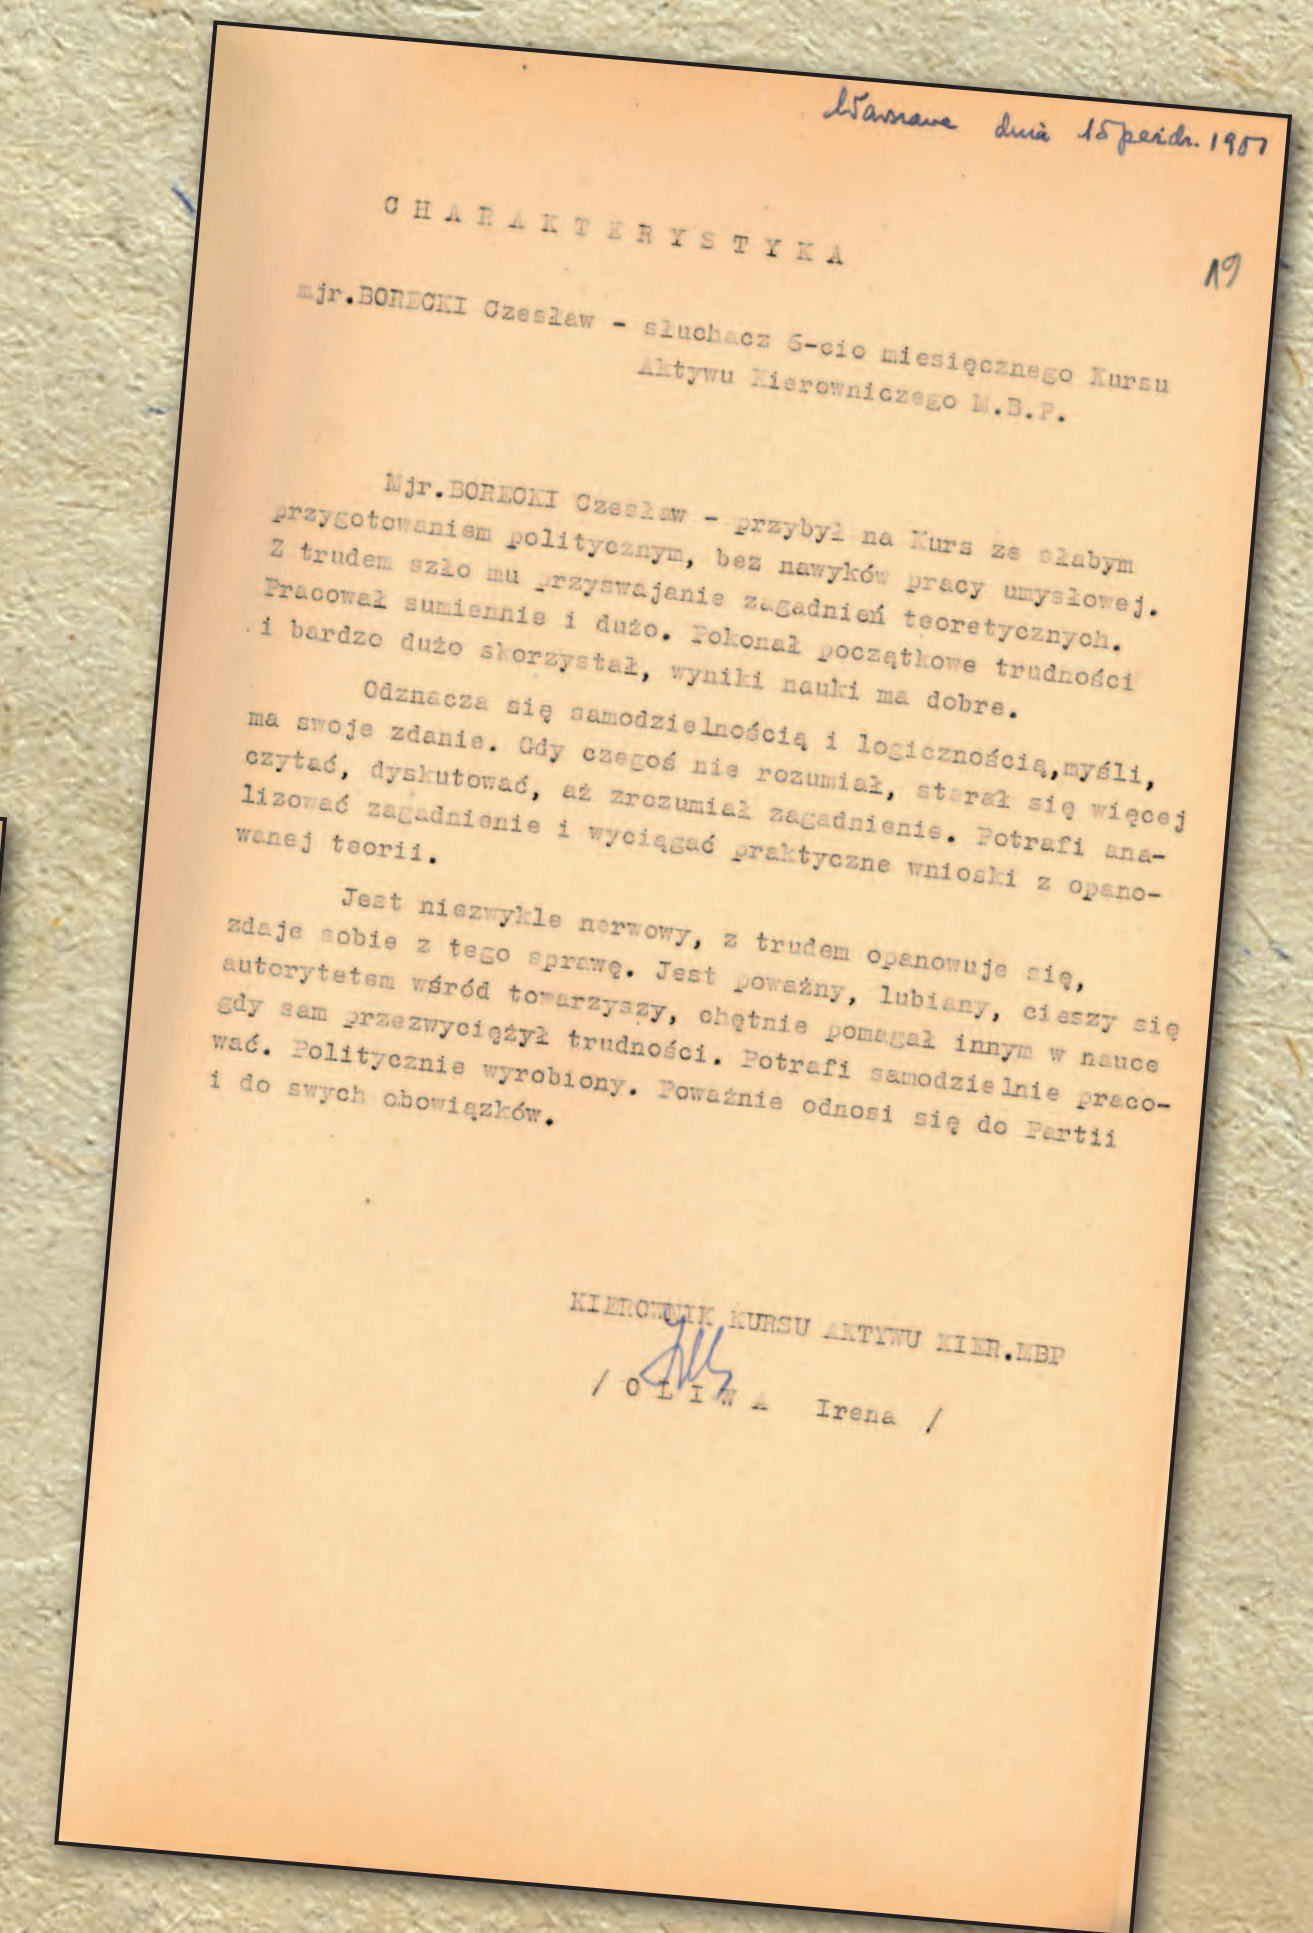 Warszawa dnia 15 paźdr. 1951
19
CHARAKTERYSTYKA
mjr.BORECKI Czesław - słuchacz 6-cio miesięcznego Kursu
Aktywu Kierowniczego M.B.P.
Mjr.BORECKI Czesław - przybył na Kurs ze słabym
przygotowaniem politycznym, bez nawyków pracy umysłowej.
Z trudem szło mu przyswajanie zagadnień teoretycznych.
Pracował sumiennie i dużo. Pokonał początkowe trudności
i bardzo dużo skorzystał, wyniki nauki ma dobre.
Odznacza się samodzielnością i logicznością,myśli,
ma swoje zdanie. Gdy czegoś nie rozumiał, starał się więcej
czytać, dyskutować, aż zrozumiał zagadnienie. Potrafi ana-
lizować zagadnienie i wyciągać praktyczne wnioski z opano-
wanej teorii.
Jest niezwykle nerwowy, z trudem opanowuje się,
zdaje sobie z tego sprawę. Jest poważny, lubiany, cieszy się
autorytetem wśród towarzyszy, chętnie pomagał innym w nauce
gdy sam przezwyciężył trudności. Potrafi samodzielnie praco-
wać. Politycznie wyrobiony. Poważnie odnosi się do Partii
i do swych obowiązków.
KIEROWNIK KURSU AKTYWU KIER.MBP
/ OLIWA Irena /